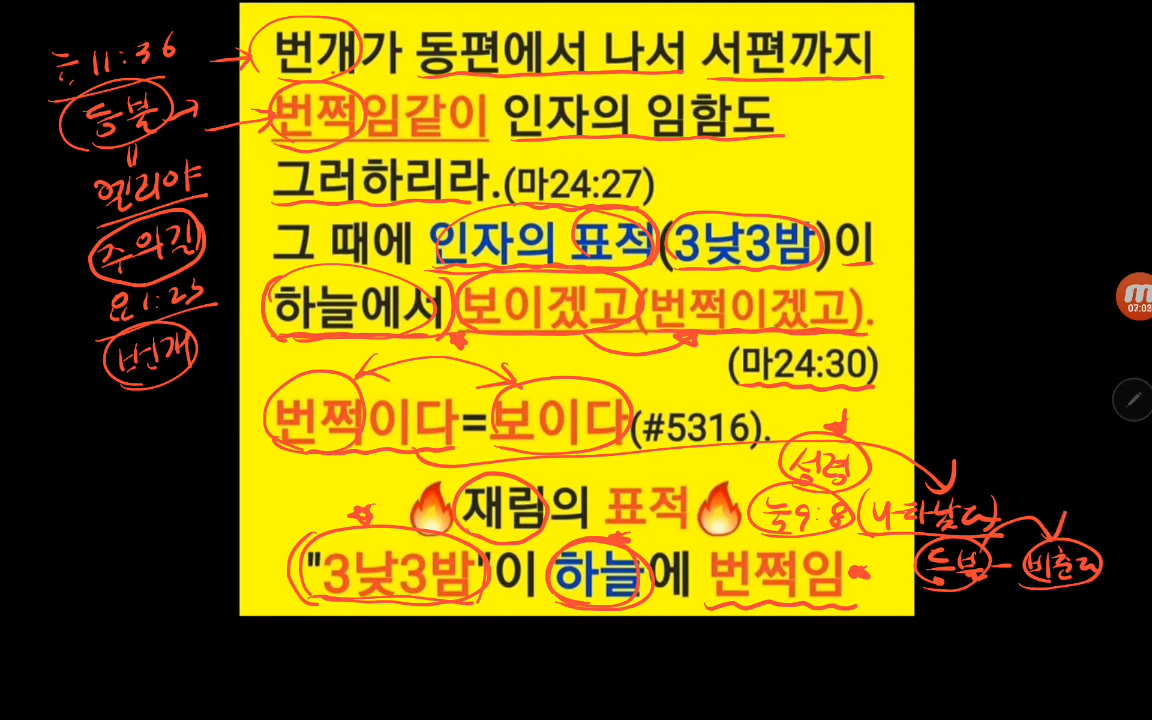 번개가 동편에서 나서 서편까지
번쩍임같이 인자의 임함도
그러하리라.(마24:27)
그 때에 인자의 표적(3낮3밤)이
하늘에서 보이겠고(번쩍이겠고).
(마24:30)
번쩍이다=보이다(#5316).
🔥재림의 표적🔥
"3낮3밤"이 하늘에 번쩍임
눅11:36
등불
엘리야
주의길
요1:23
번개
성령
눅9:8 (나타났다)
등불 - 비춘다
m
07:02